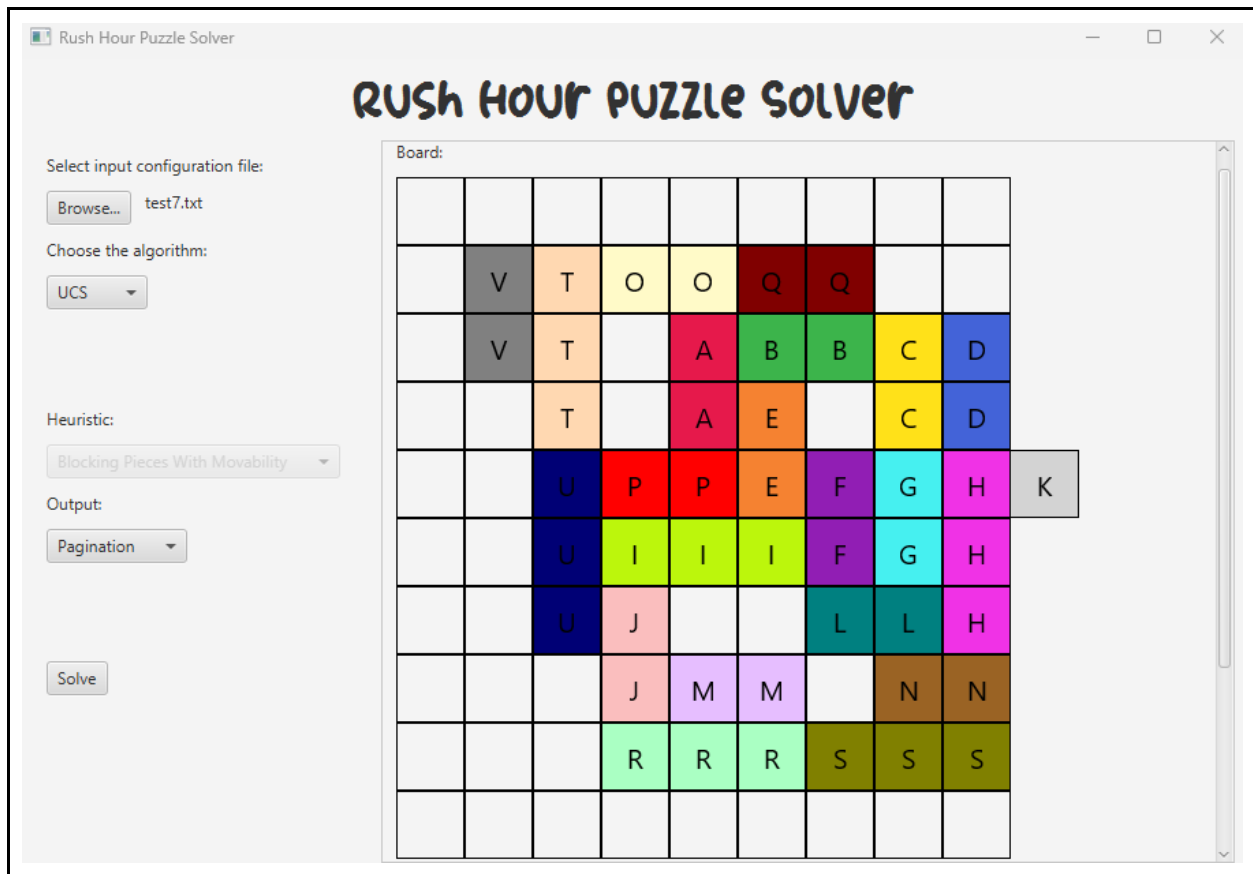 Rush Hour Puzzle Solver
Rush Hour Puzzle Solver
Select input configuration file:
Browse... test7.txt
Choose the algorithm:
UCS
Heuristic:
Blocking Pieces With Movability
Output:
Pagination
Solve
Board:
V T O O Q Q
V T A B B C D
T A E C D
U P P E F G H K
U I I I F G H
U J L L H
J M M N N
R R R S S S